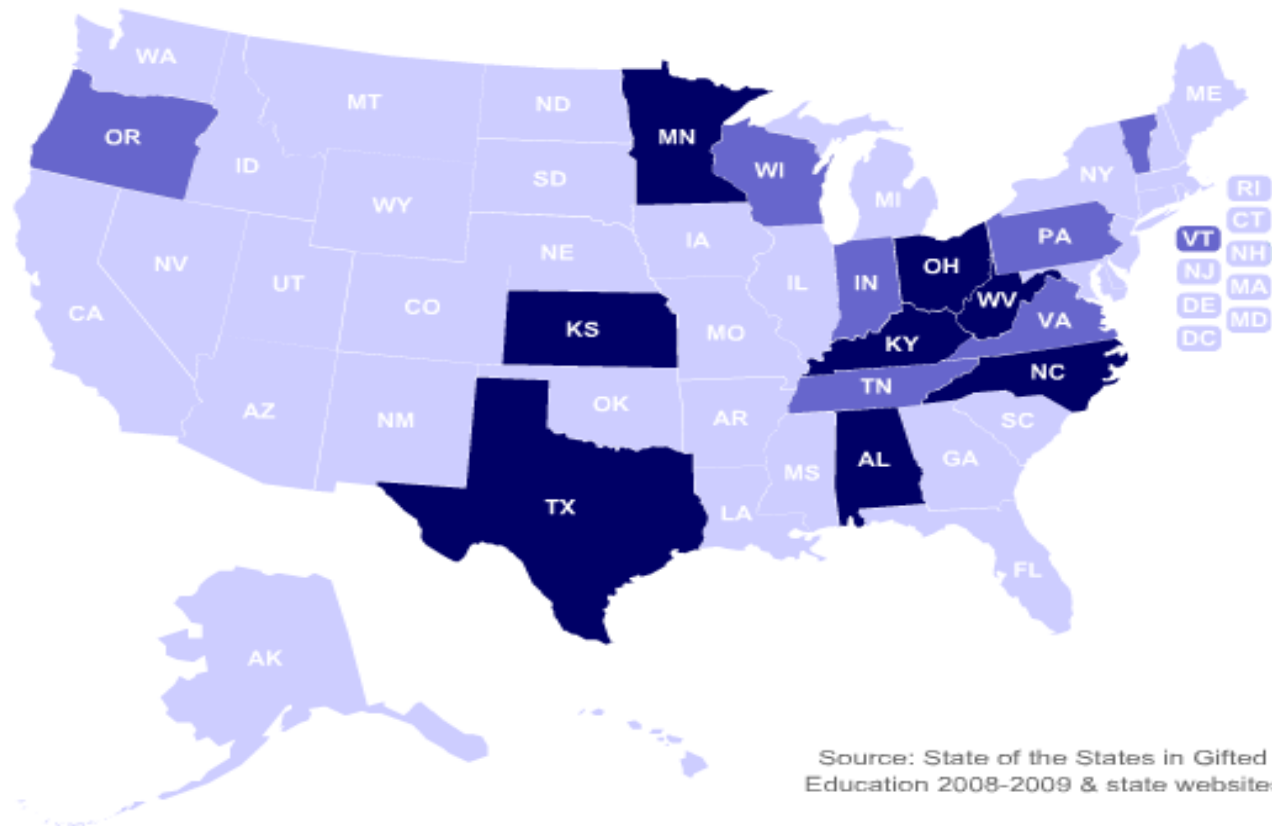 WA
MT
ND
MN
ME
OR
ID
SD
WI
MI
NY
RI
WY
CT
IA
PA
VT
NH
NV
NE
OH
NJ
UT
IL
IN
MA
CO
WV
DE
CA
KS
MO
VA
MD
KY
DC
NC
TN
AZ
NM
OK
AR
SC
MS
AL
GA
TX
LA
FL
AK
Source: State of the States in Gifted
Education 2008-2009 & state website